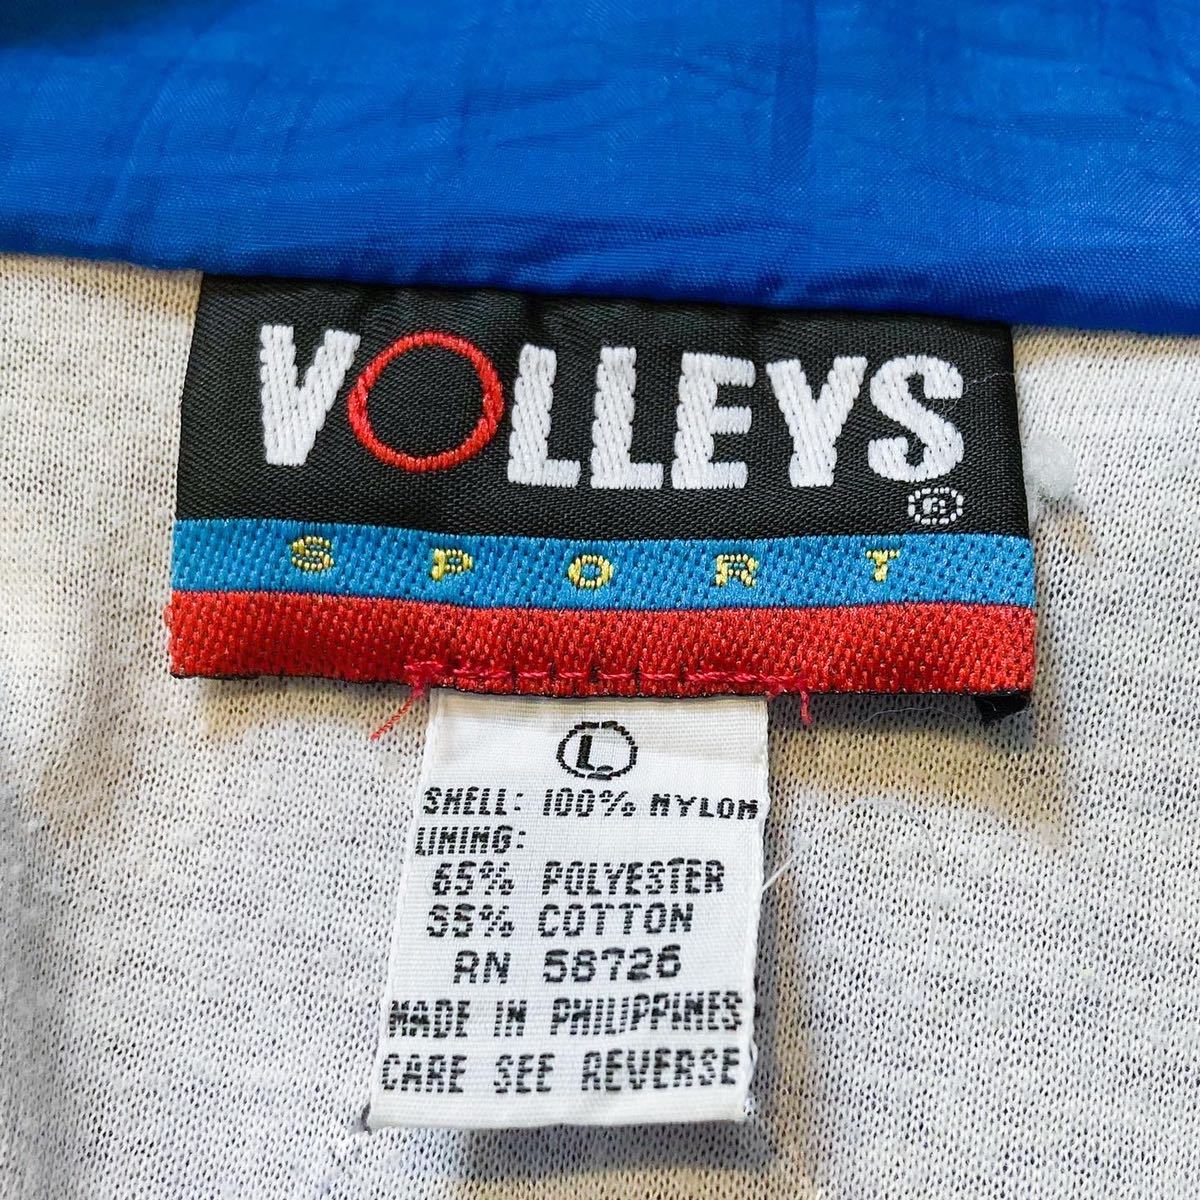 VOLLEYS
®
SPORT
L
SHELL: 100% NYLON
LINING:
65% POLYESTER
35% COTTON
RN 58726
MADE IN PHILIPPINES
CARE SEE REVERSE